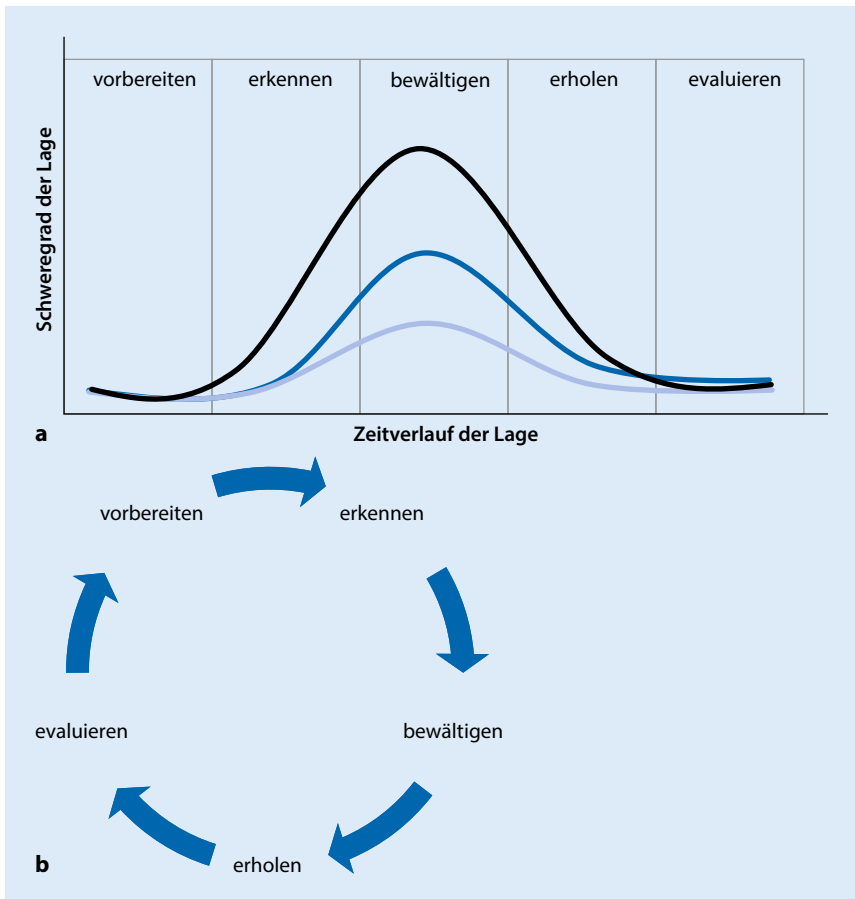 vorbereiten erkennen bewältigen erholen evaluieren
Schweregrad der Lage
a
Zeitverlauf der Lage
vorbereiten erkennen
evaluieren bewältigen
b
erholen